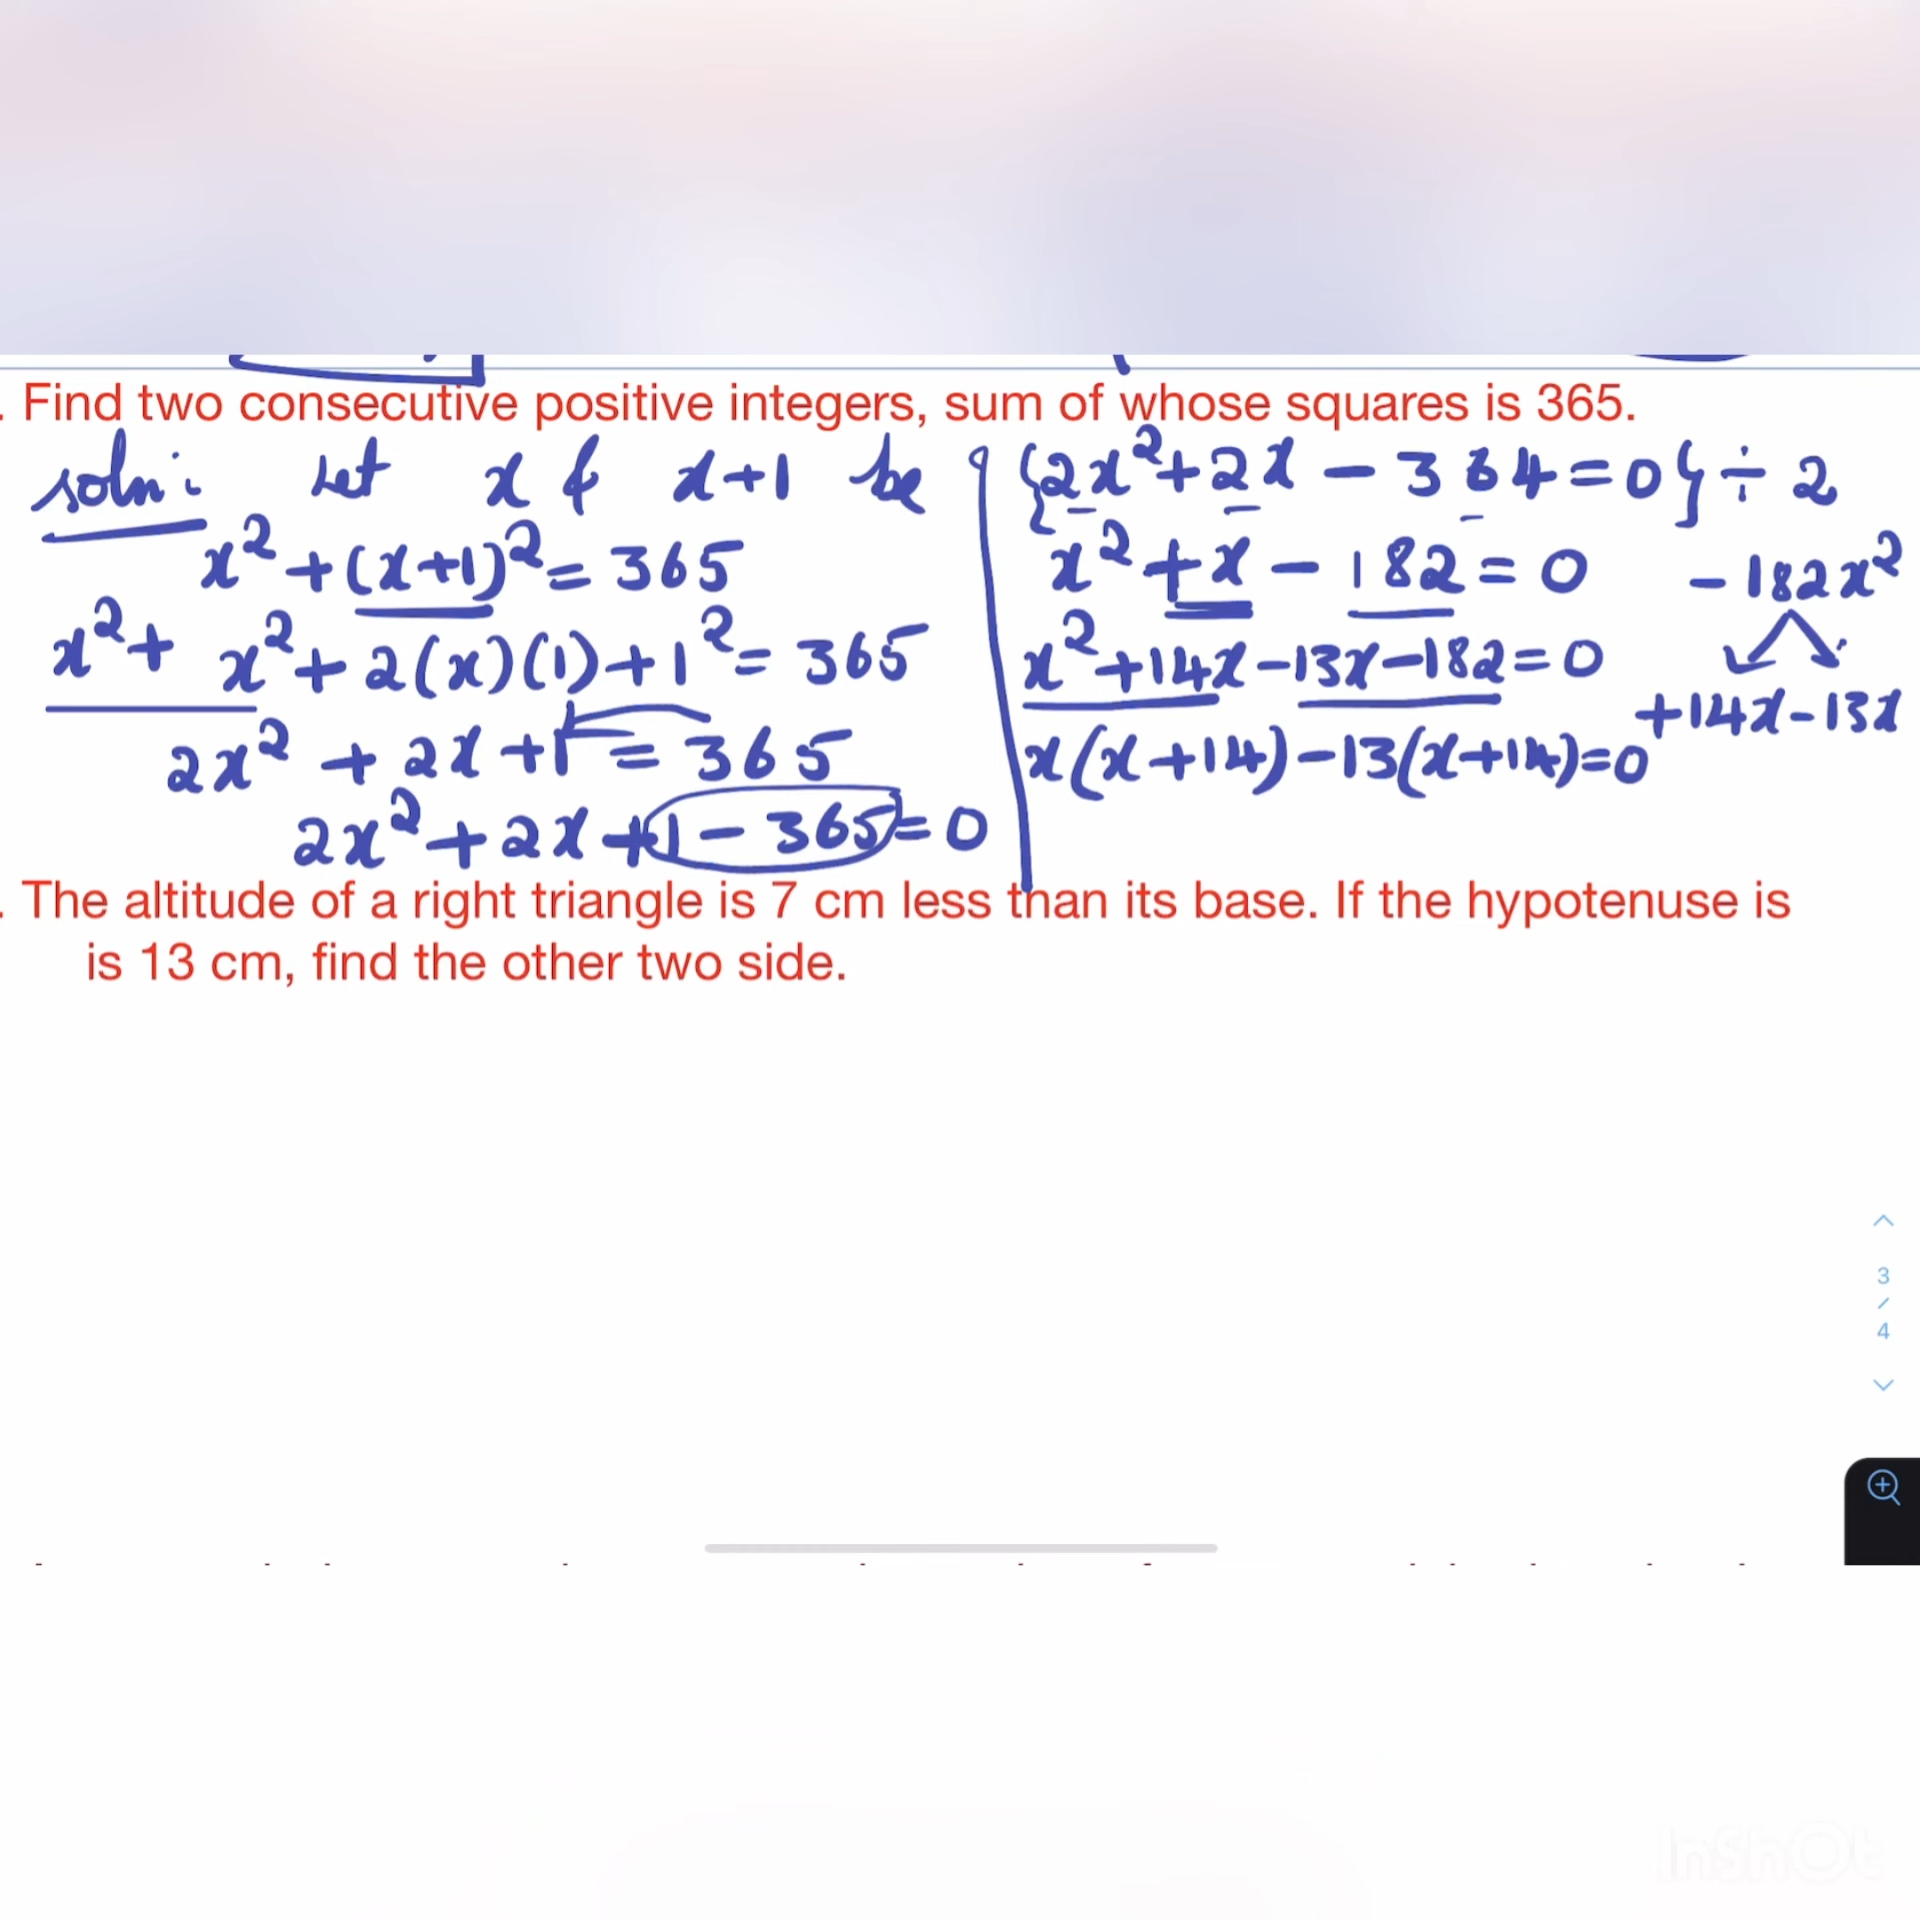 . Find two consecutive positive integers, sum of whose squares is 365.
soln: Let x & x+1 be
x²+(x+1)²=365
x²+ x²+2(x)(1)+1²=365
2x² + 2x+1 = 365
2x²+2x+1-365=0
{2x²+2x-364=0}÷2
x²+x-182=0
x²+14x-13x-182=0
x(x+14)-13(x+14)=0
-182x²
+14x-13x
. The altitude of a right triangle is 7 cm less than its base. If the hypotenuse is
is 13 cm, find the other two side.
3
/
4
InShOt